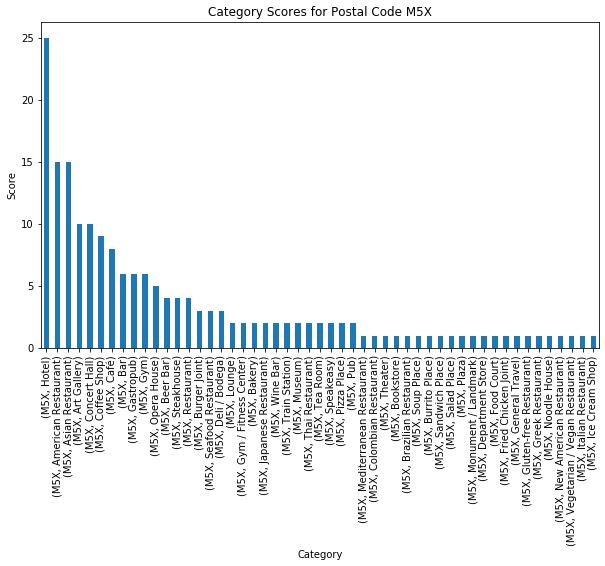 Category Scores for Postal Code M5X
25
20
15
10
5
0
Score
(M5X, Hotel)
(M5X, American Restaurant)
(M5X, Asian Restaurant)
(M5X, Art Gallery)
(M5X, Concert Hall)
(M5X, Coffee Shop)
(M5X, Café)
(M5X, Bar)
(M5X, Gastropub)
(M5X, Gym)
(M5X, Opera House)
(M5X, Beer Bar)
(M5X, Steakhouse)
(M5X, Restaurant)
(M5X, Burger Joint)
(M5X, Seafood Restaurant)
(M5X, Deli / Bodega)
(M5X, Lounge)
(M5X, Gym / Fitness Center)
(M5X, Bakery)
(M5X, Japanese Restaurant)
(M5X, Wine Bar)
(M5X, Train Station)
(M5X, Museum)
(M5X, Thai Restaurant)
(M5X, Tea Room)
(M5X, Speakeasy)
(M5X, Pizza Place)
(M5X, Pub)
(M5X, Mediterranean Restaurant)
(M5X, Colombian Restaurant)
(M5X, Theater)
(M5X, Bookstore)
(M5X, Brazilian Restaurant)
(M5X, Soup Place)
(M5X, Burrito Place)
(M5X, Sandwich Place)
(M5X, Salad Place)
(M5X, Plaza)
(M5X, Monument / Landmark)
(M5X, Department Store)
(M5X, Food Court)
(M5X, Fried Chicken Joint)
(M5X, General Travel)
(M5X, Gluten-free Restaurant)
(M5X, Greek Restaurant)
(M5X, Noodle House)
(M5X, New American Restaurant)
(M5X, Vegetarian / Vegan Restaurant)
(M5X, Italian Restaurant)
(M5X, Ice Cream Shop)
Category